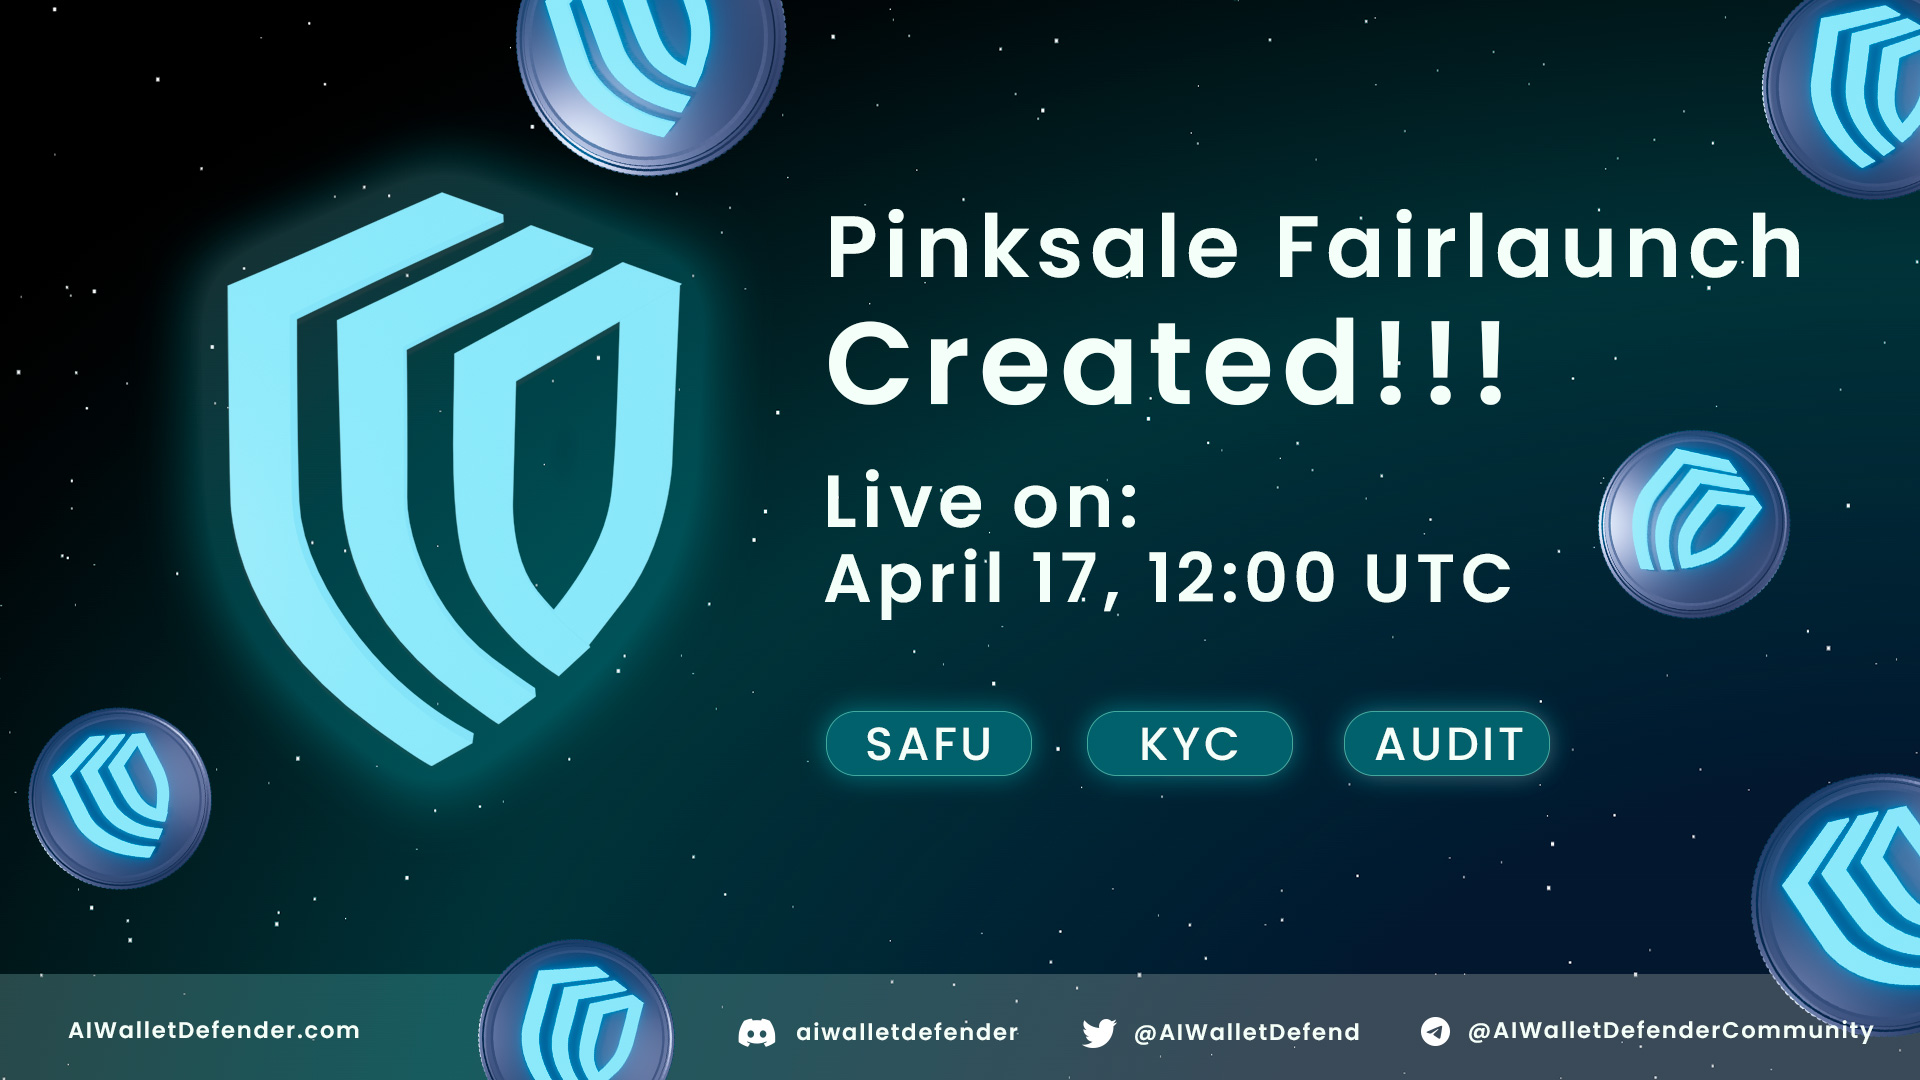 Pinksale Fairlaunch
Created!!!
Live on:
April 17, 12:00 UTC
SAFU KYC AUDIT
AIWalletDefender.com aiwalletdefender @AIWalletDefend @AIWalletDefenderCommunity